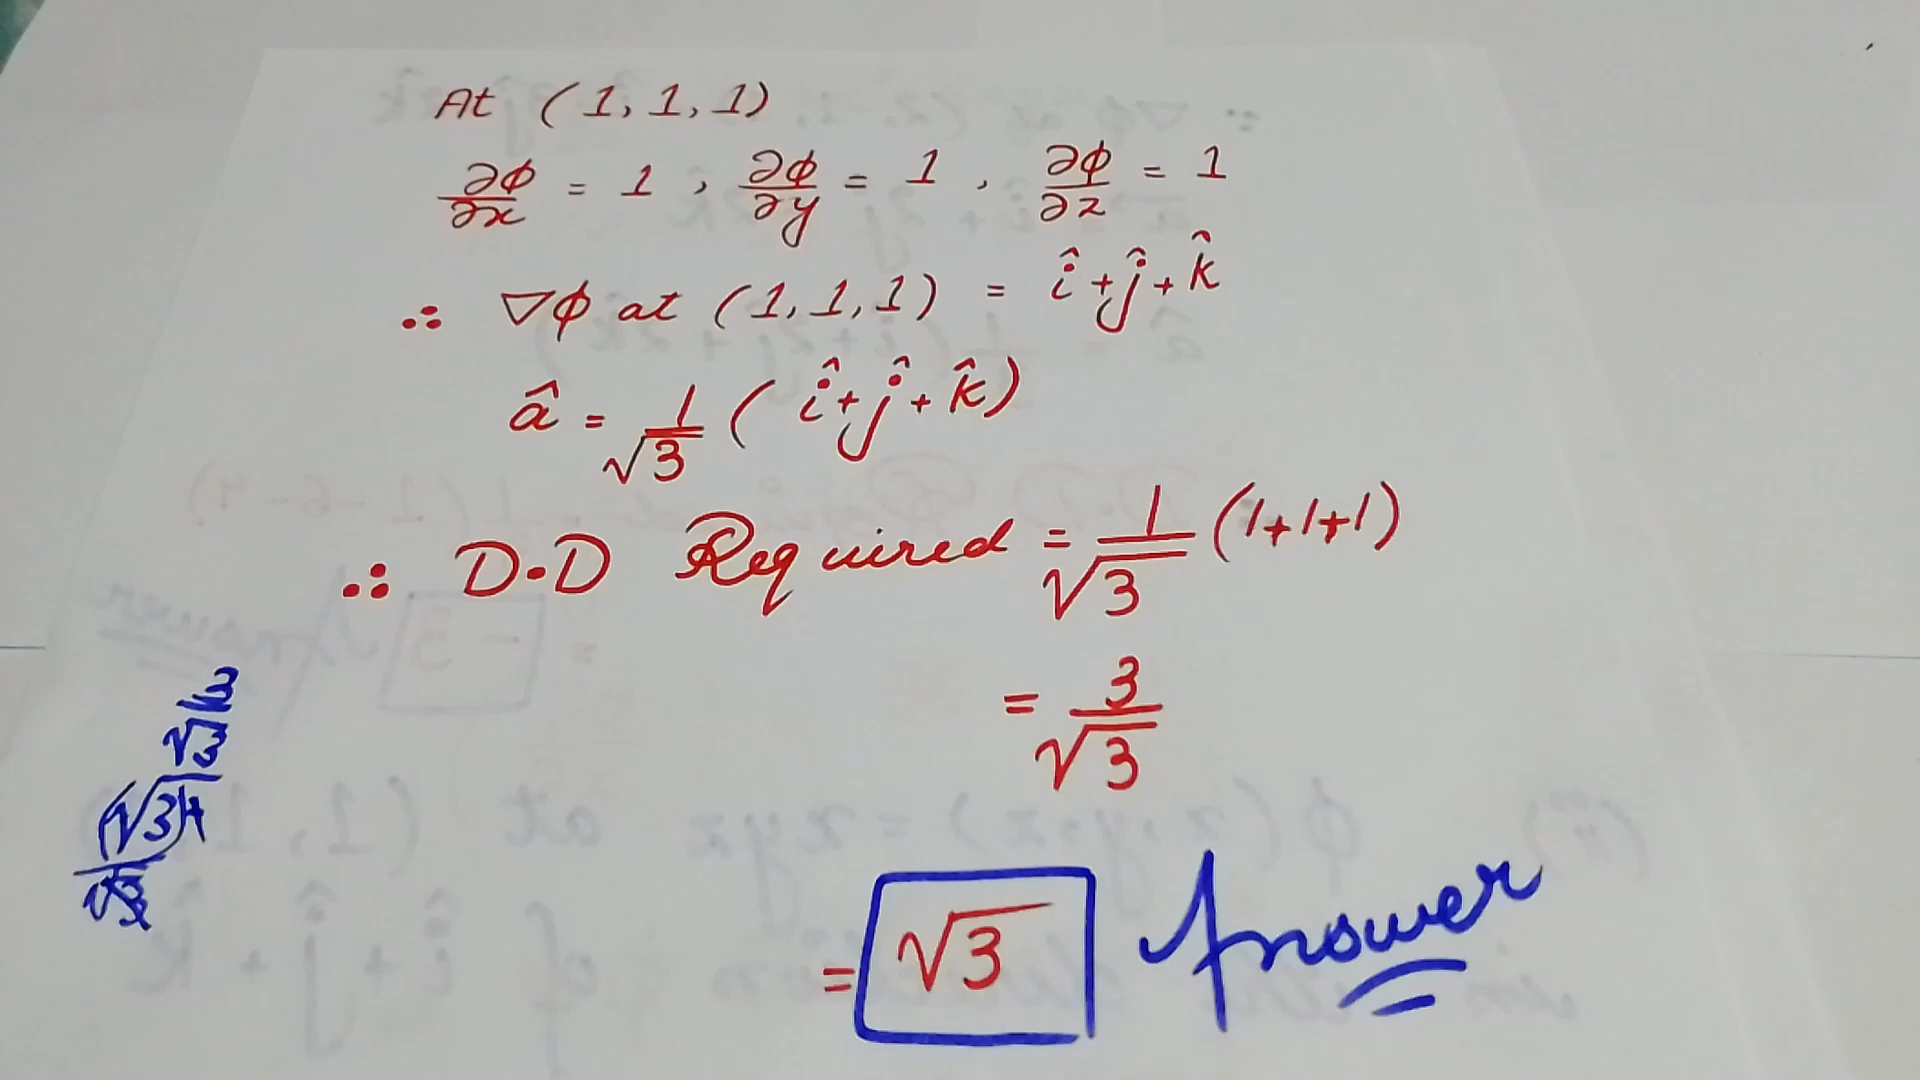 At (1, 1, 1)
∂ϕ/∂x = 1, ∂ϕ/∂y = 1, ∂ϕ/∂z = 1
∴ ∇ϕ at (1, 1, 1) = î + ĵ + k̂
â = 1/√3 (î + ĵ + k̂)
∴ D.D Required = 1/√3 (1+1+1)
= 3/√3
= √3 Answer